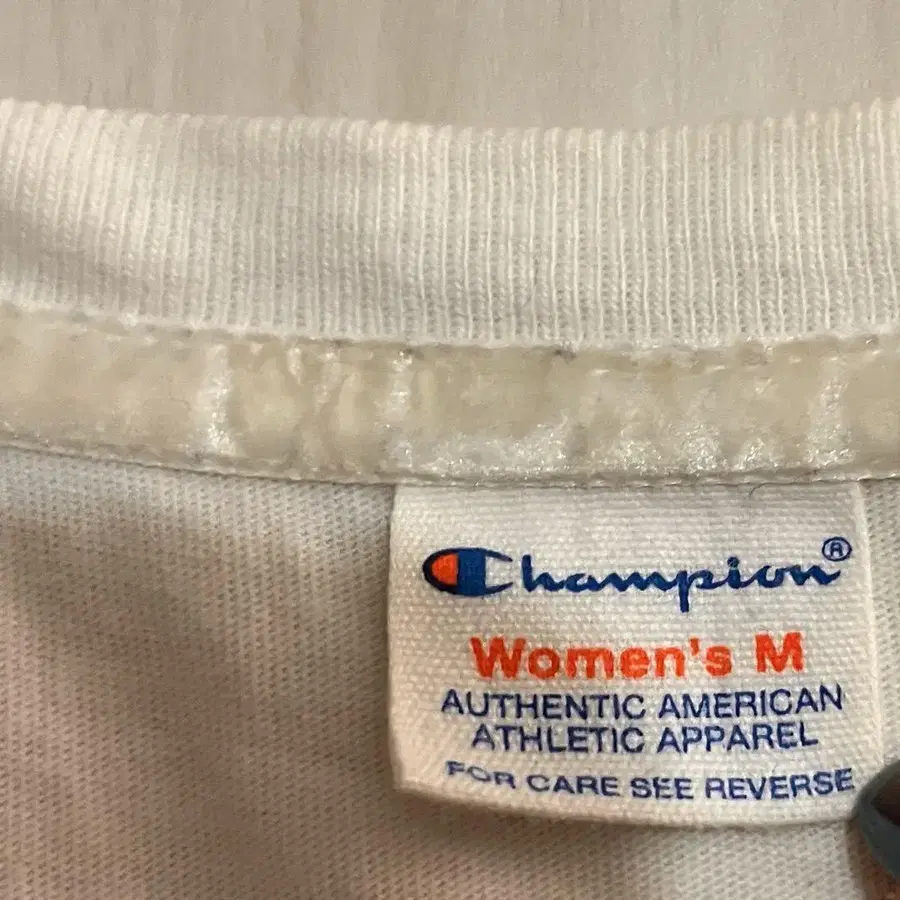 Champion®
Women's M
AUTHENTIC AMERICAN
ATHLETIC APPAREL
FOR CARE SEE REVERSE